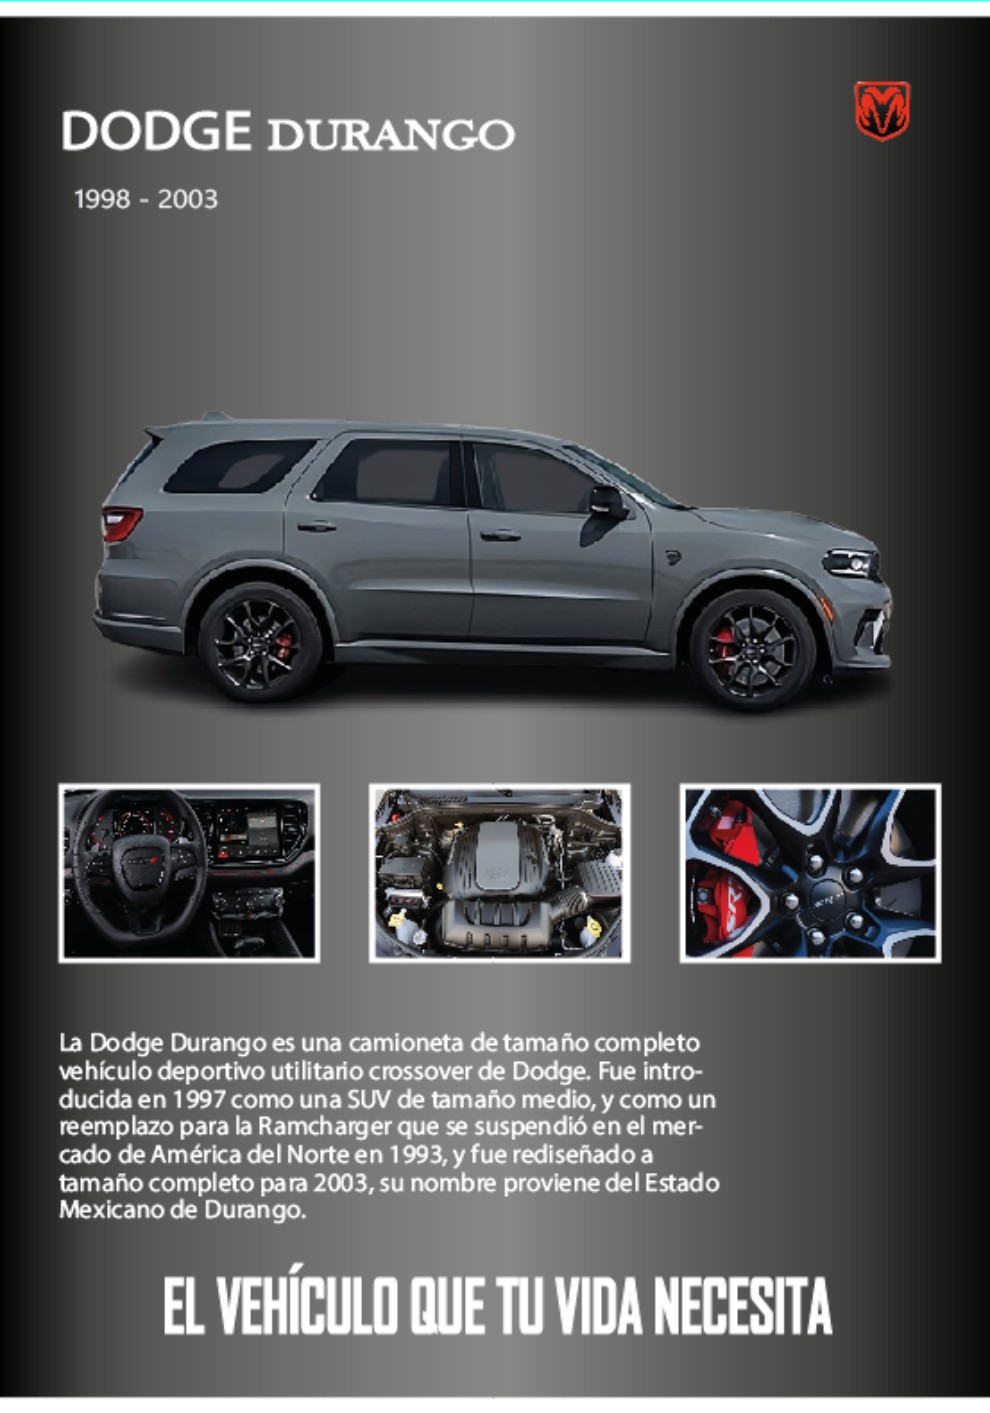 DODGE DURANGO
1998 - 2003
La Dodge Durango es una camioneta de tamaño completo
vehículo deportivo utilitario crossover de Dodge. Fue intro-
ducida en 1997 como una SUV de tamaño medio, y como un
reemplazo para la Ramcharger que se suspendió en el mer-
cado de América del Norte en 1993, y fue rediseñado a
tamaño completo para 2003, su nombre proviene del Estado
Mexicano de Durango.
EL VEHÍCULO QUE TU VIDA NECESITA